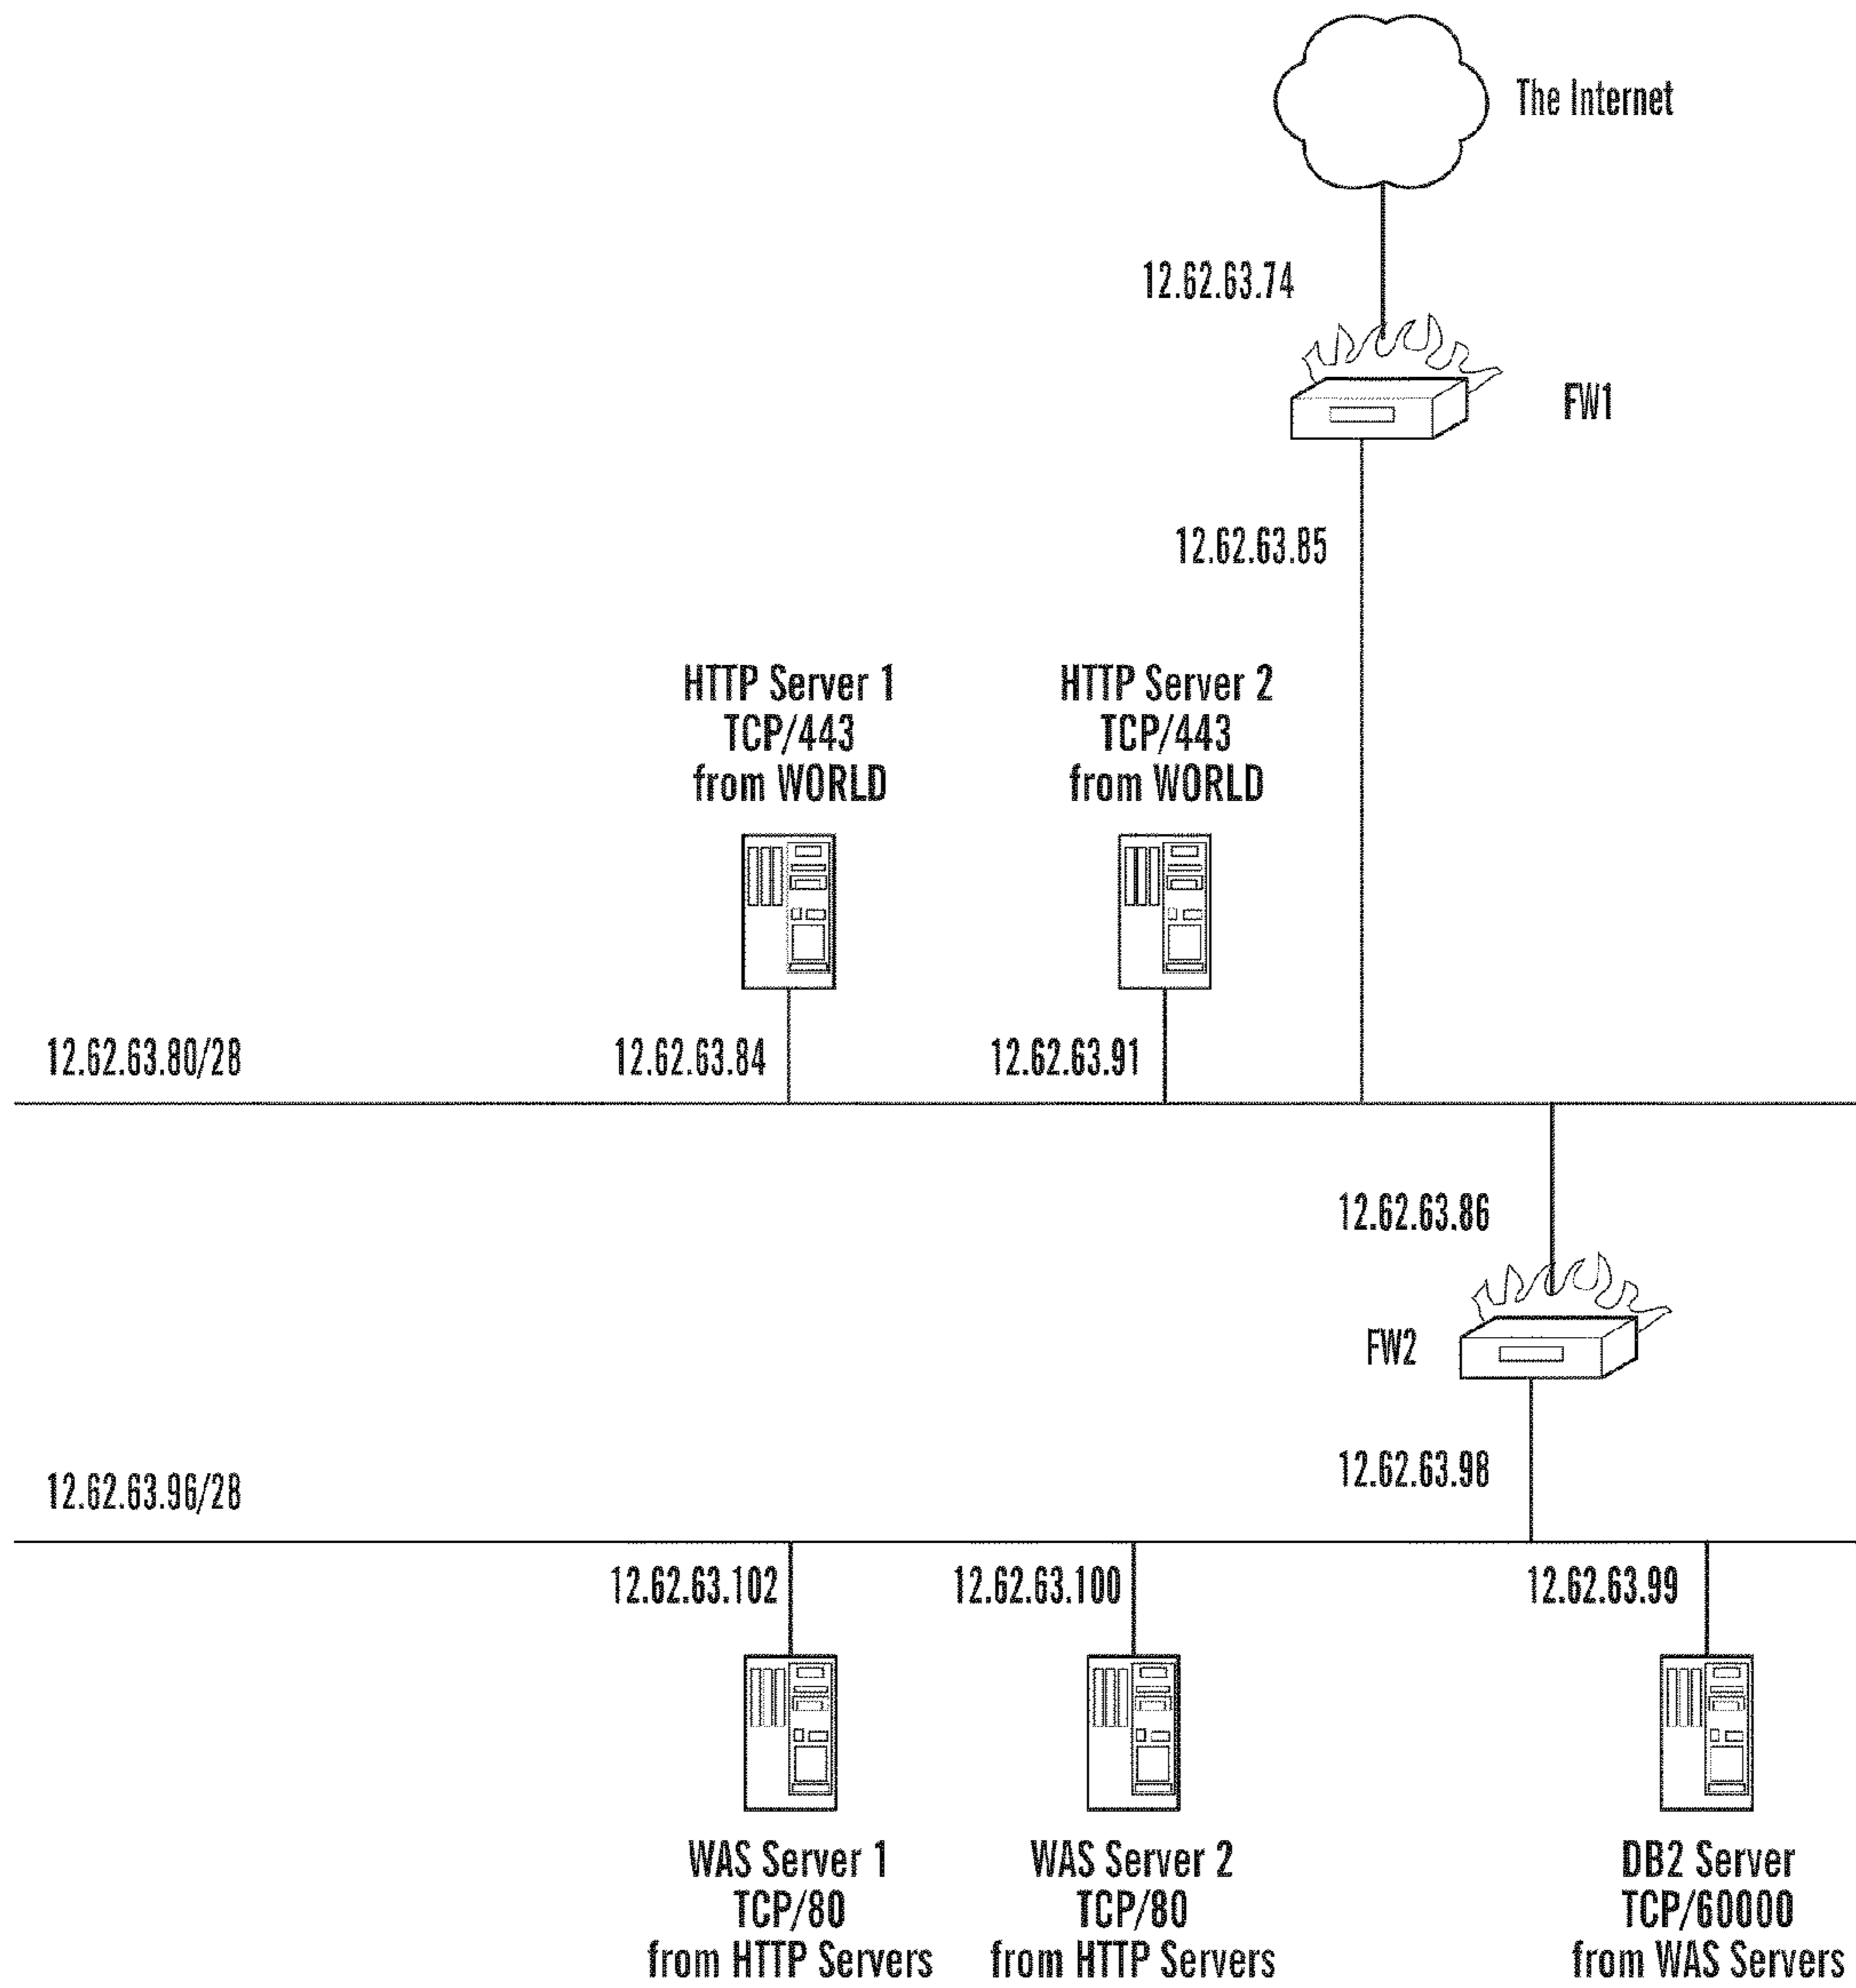 The Internet
12.62.63.74
FW1
12.62.63.85
HTTP Server 1
TCP/443
from WORLD
HTTP Server 2
TCP/443
from WORLD
12.62.63.80/28
12.62.63.84
12.62.63.91
12.62.63.86
FW2
12.62.63.98
12.62.63.96/28
12.62.63.102
12.62.63.100
12.62.63.99
WAS Server 1
TCP/80
from HTTP Servers
WAS Server 2
TCP/80
from HTTP Servers
DB2 Server
TCP/60000
from WAS Servers